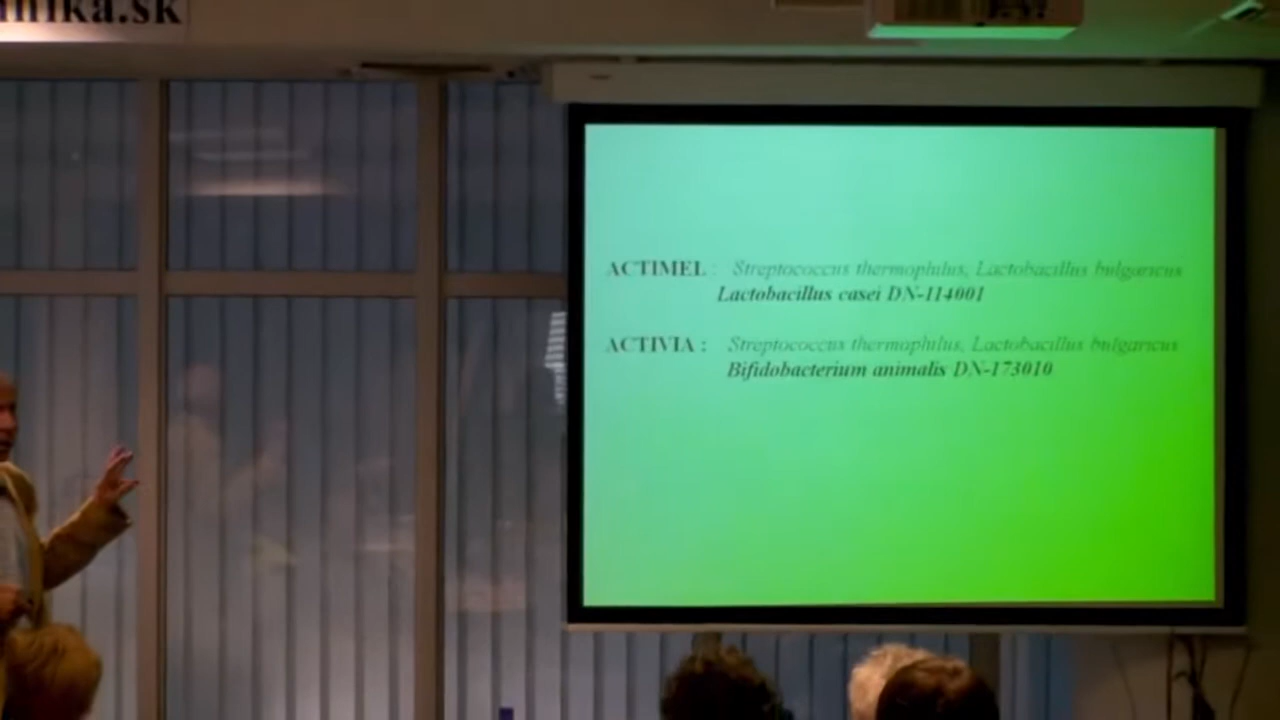 ika.sk
ACTIMEL : Streptococcus thermophilus, Lactobacillus bulgaricus
Lactobacillus casei DN-114001
ACTIVIA : Streptococcus thermophilus, Lactobacillus bulgaricus
Bifidobacterium animalis DN-173010